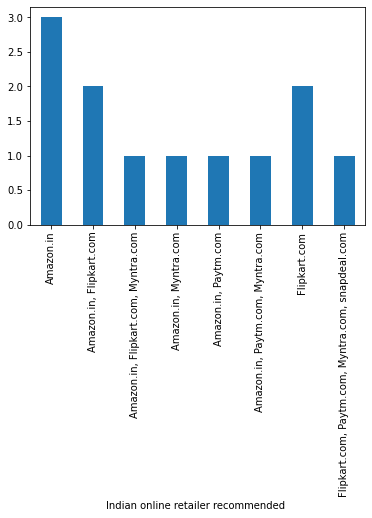 3.0
2.5
2.0
1.5
1.0
0.5
0.0
Amazon.in
Amazon.in, Flipkart.com
Amazon.in, Flipkart.com, Myntra.com
Amazon.in, Myntra.com
Amazon.in, Paytm.com
Amazon.in, Paytm.com, Myntra.com
Flipkart.com
Flipkart.com, Paytm.com, Myntra.com, snapdeal.com
Indian online retailer recommended